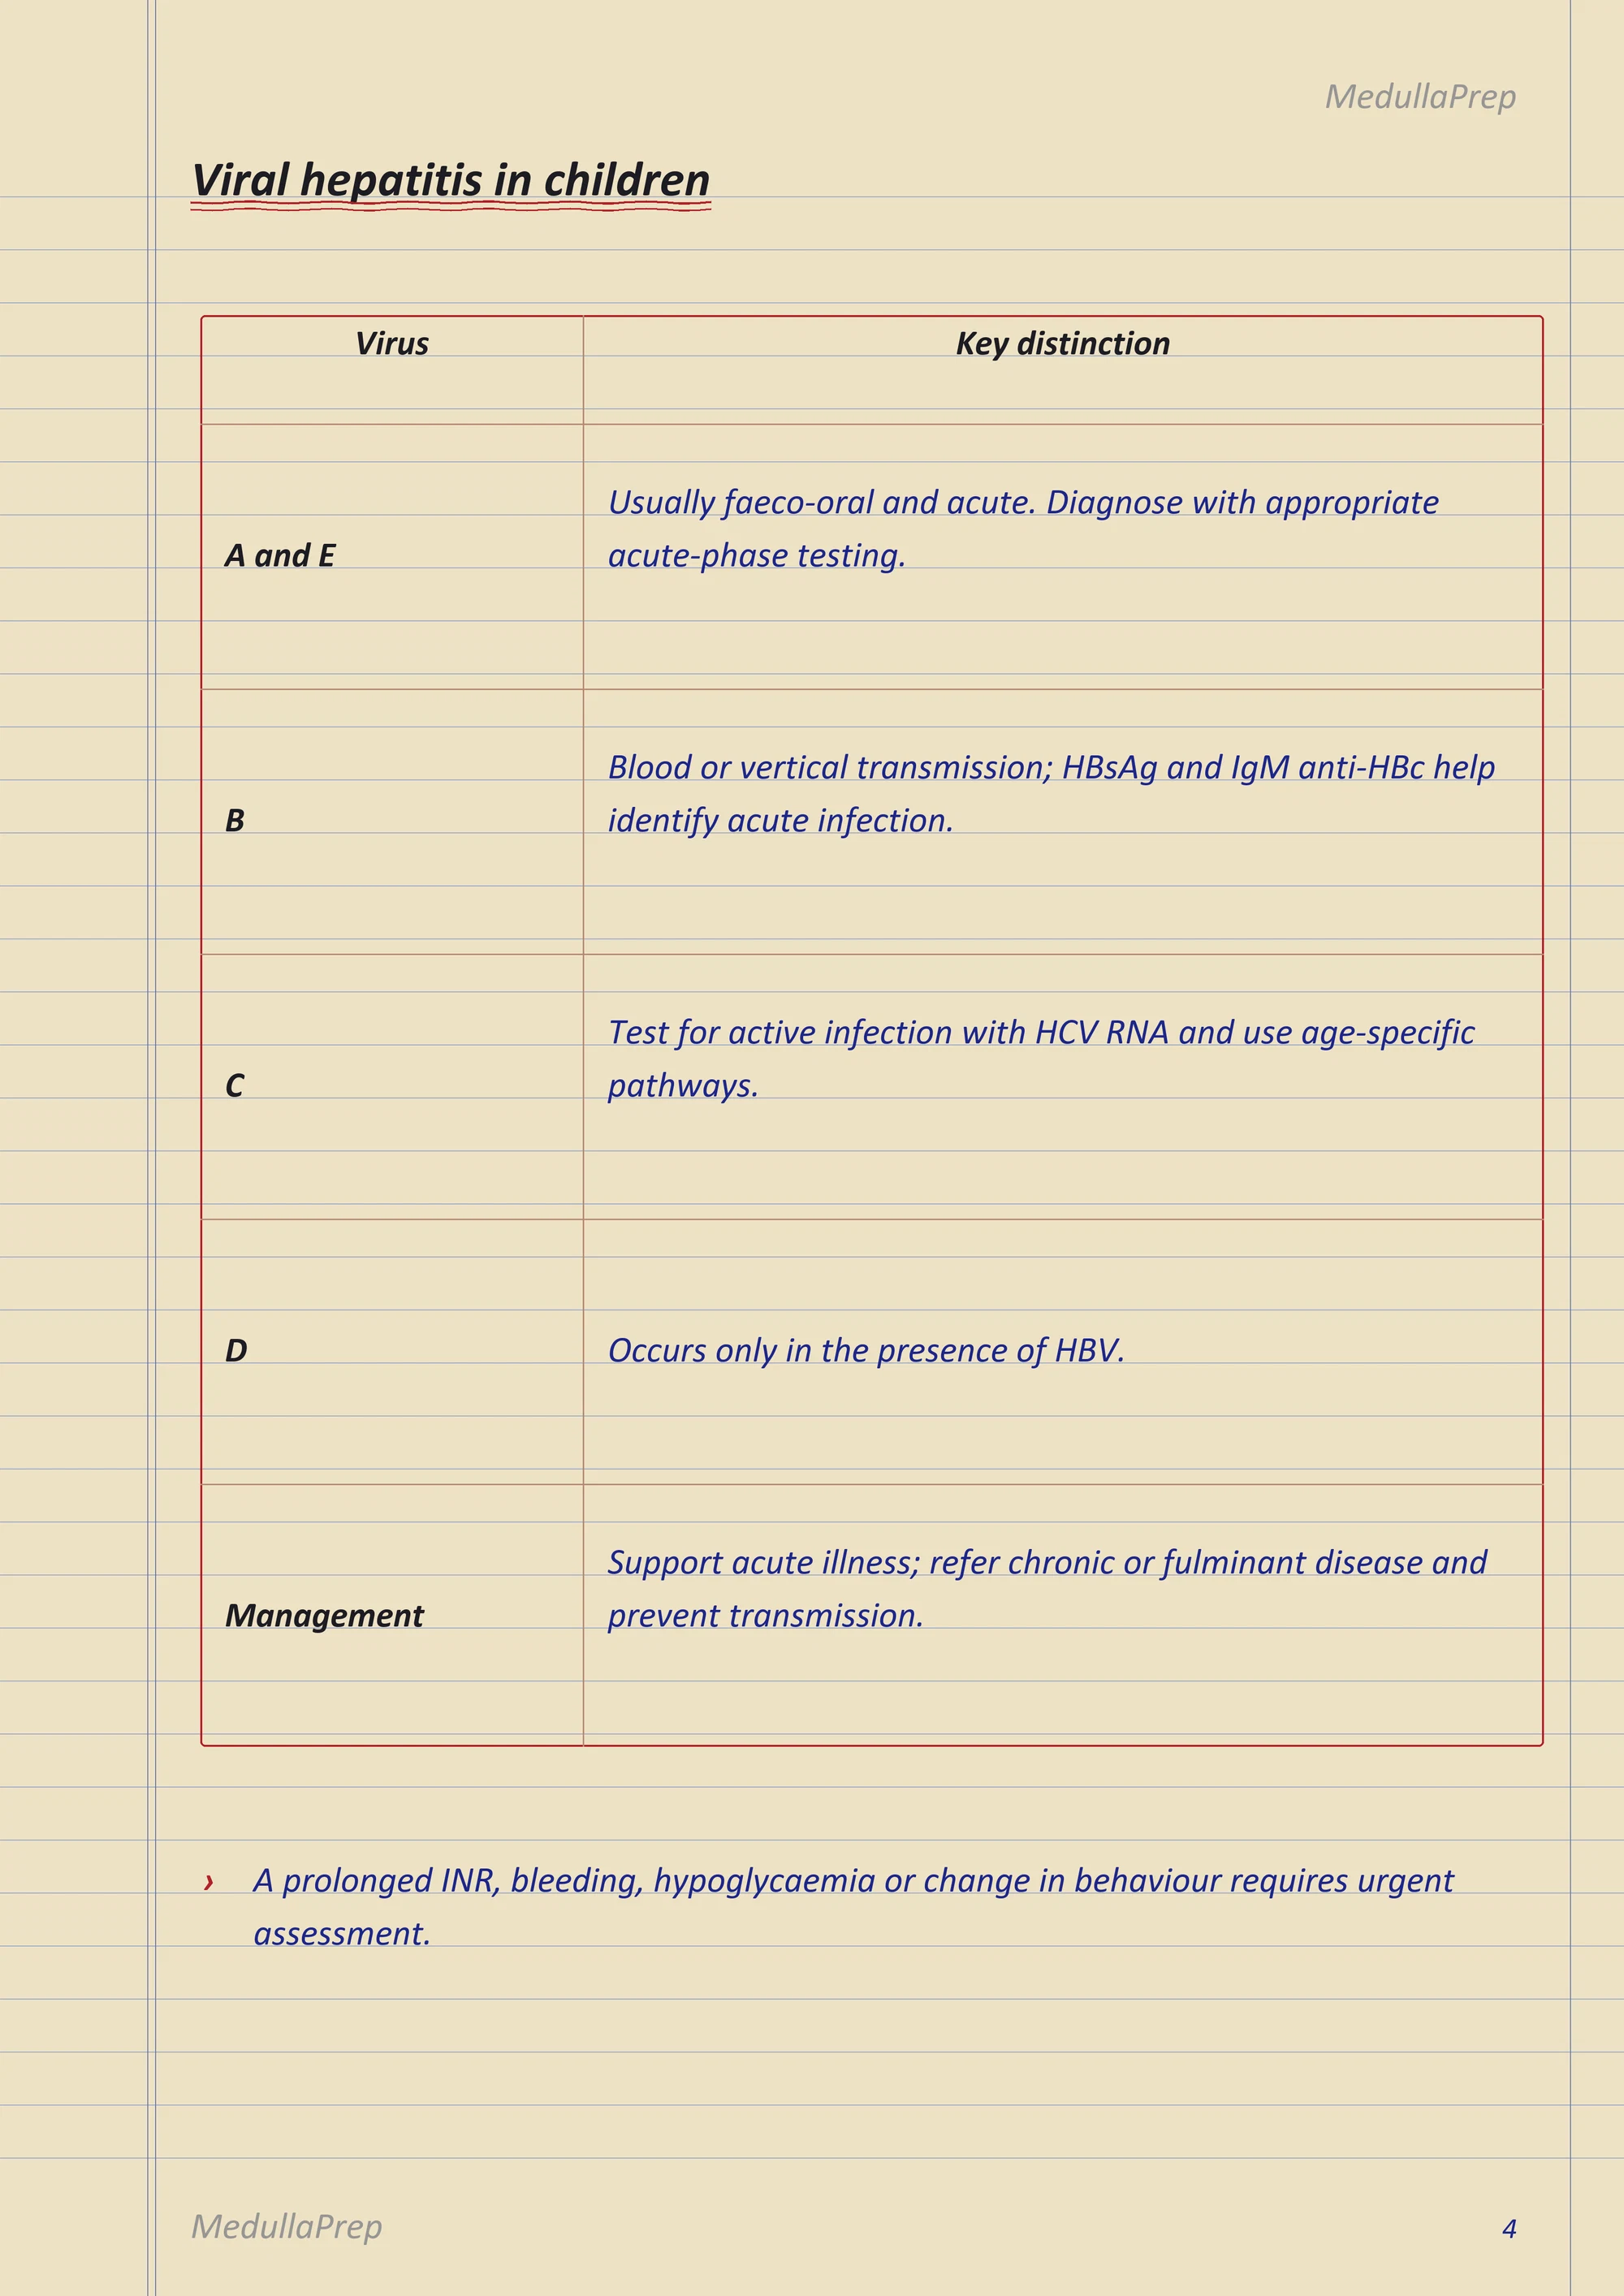 MedullaPrep
Viral hepatitis in children
Virus
Key distinction
A and E
Usually faeco-oral and acute. Diagnose with appropriate
acute-phase testing.
B
Blood or vertical transmission; HBsAg and IgM anti-HBc help
identify acute infection.
C
Test for active infection with HCV RNA and use age-specific
pathways.
D
Occurs only in the presence of HBV.
Management
Support acute illness; refer chronic or fulminant disease and
prevent transmission.
› A prolonged INR, bleeding, hypoglycaemia or change in behaviour requires urgent
assessment.
MedullaPrep
4